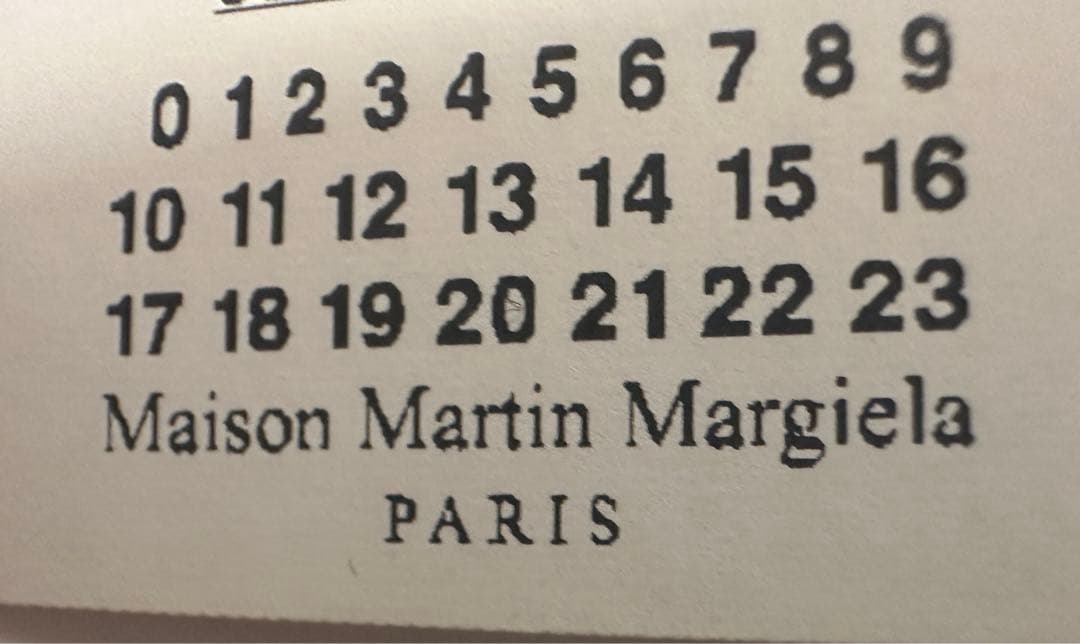 0 1 2 3 4 5 6 7 8 9
10 11 12 13 14 15 16
17 18 19 20 21 22 23
Maison Martin Margiela
PARIS